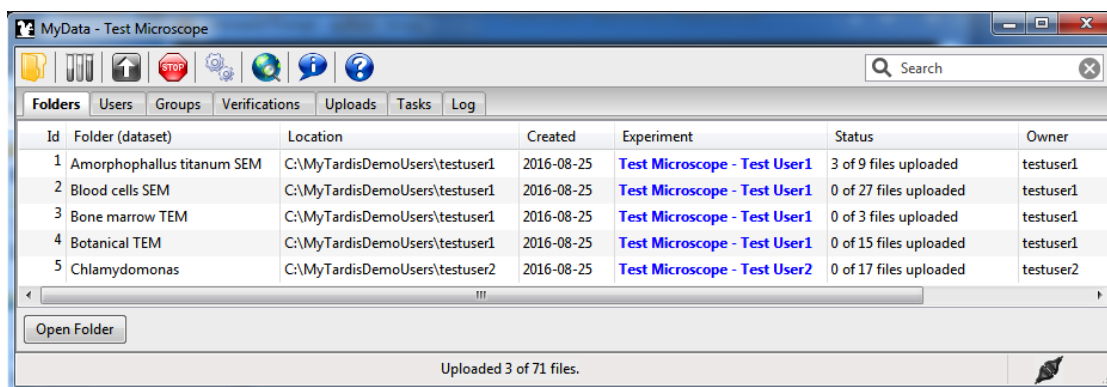 MyData - Test Microscope
STOP
Search
Folders Users Groups Verifications Uploads Tasks Log
Id Folder (dataset) Location Created Experiment Status Owner
1 Amorphophallus titanum SEM C:\MyTardisDemoUsers\testuser1 2016-08-25 Test Microscope - Test User1 3 of 9 files uploaded testuser1
2 Blood cells SEM C:\MyTardisDemoUsers\testuser1 2016-08-25 Test Microscope - Test User1 0 of 27 files uploaded testuser1
3 Bone marrow TEM C:\MyTardisDemoUsers\testuser1 2016-08-25 Test Microscope - Test User1 0 of 3 files uploaded testuser1
4 Botanical TEM C:\MyTardisDemoUsers\testuser1 2016-08-25 Test Microscope - Test User1 0 of 15 files uploaded testuser1
5 Chlamydomonas C:\MyTardisDemoUsers\testuser2 2016-08-25 Test Microscope - Test User2 0 of 17 files uploaded testuser2
Open Folder
Uploaded 3 of 71 files.